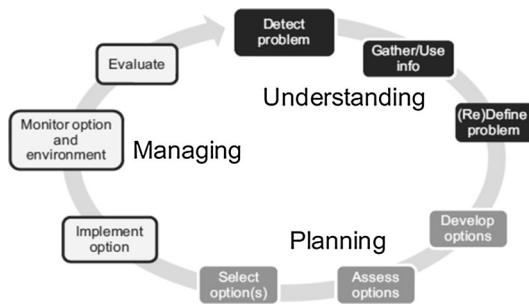 Detect
problem
Gather/Use
info
(Re)Define
problem
Develop
options
Assess
options
Select
option(s)
Implement
option
Monitor option
and
environment
Evaluate
Understanding
Managing
Planning